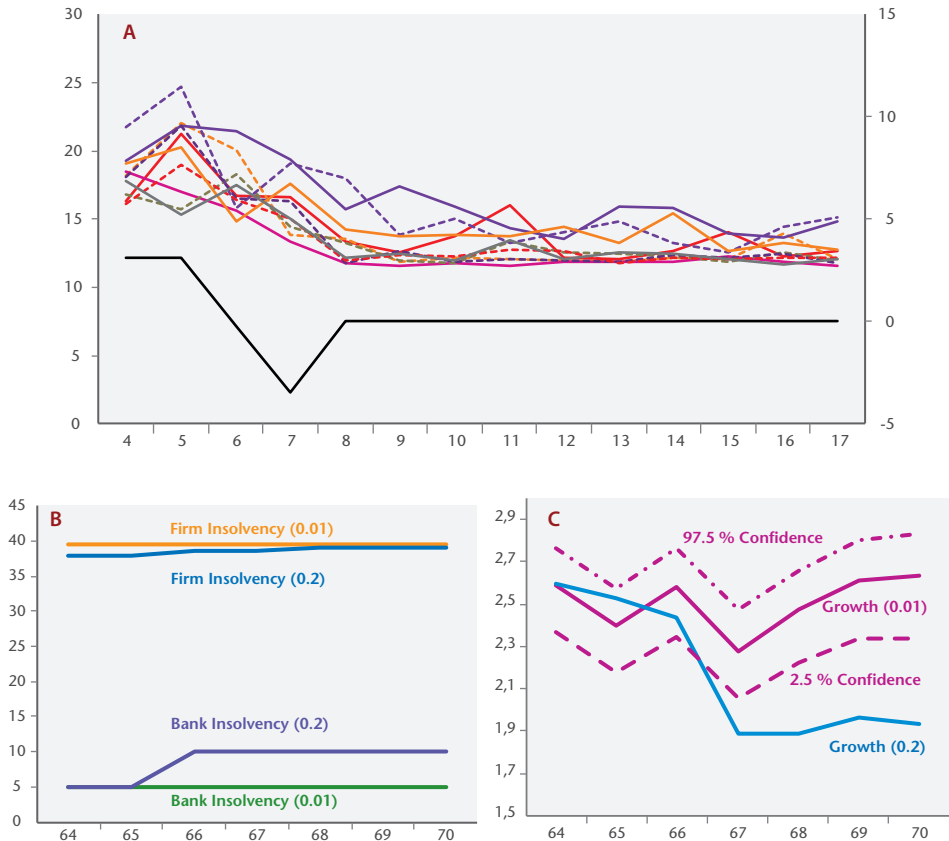 A
30
25
20
15
10
5
0
15
10
5
0
-5
4 5 6 7 8 9 10 11 12 13 14 15 16 17
B
45
40
35
30
25
20
15
10
5
0
Firm Insolvency (0.01)
Firm Insolvency (0.2)
Bank Insolvency (0.2)
Bank Insolvency (0.01)
64 65 66 67 68 69 70
C
2,9
2,7
2,5
2,3
2,1
1,9
1,7
1,5
97.5 % Confidence
Growth (0.01)
2.5 % Confidence
Growth (0.2)
64 65 66 67 68 69 70